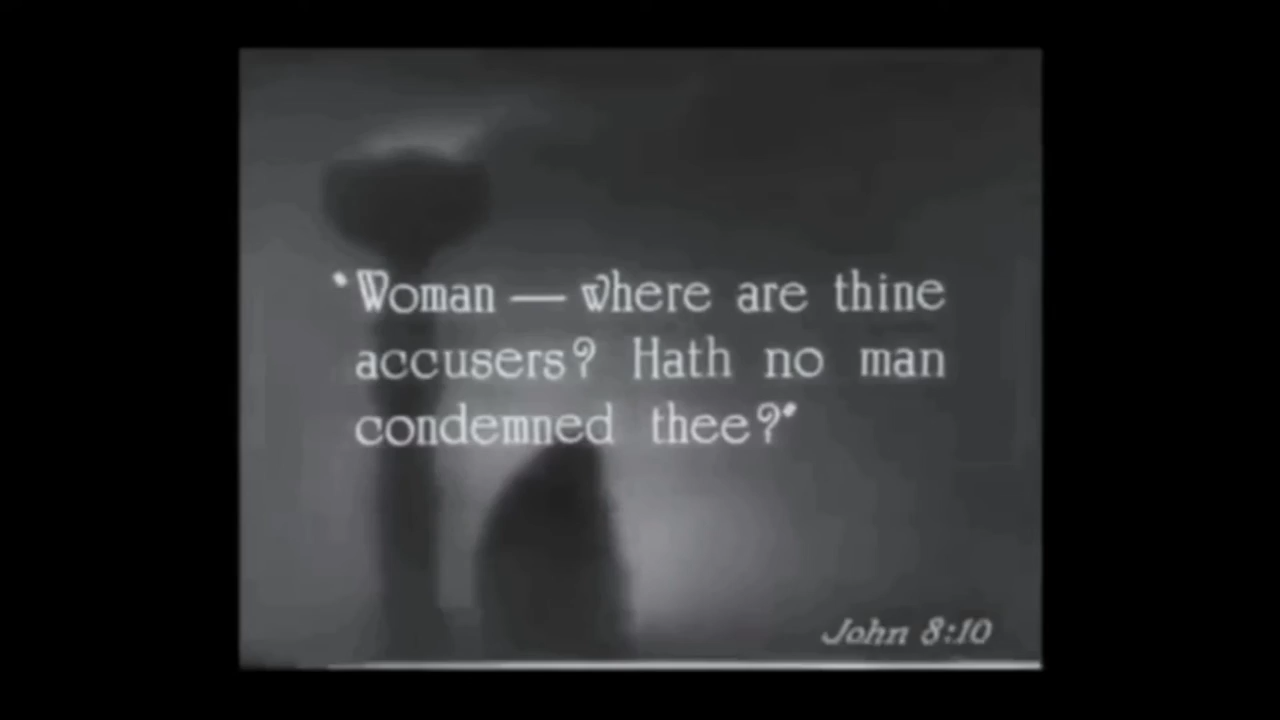 "Woman — where are thine
accusers? Hath no man
condemned thee?"
John 8:10